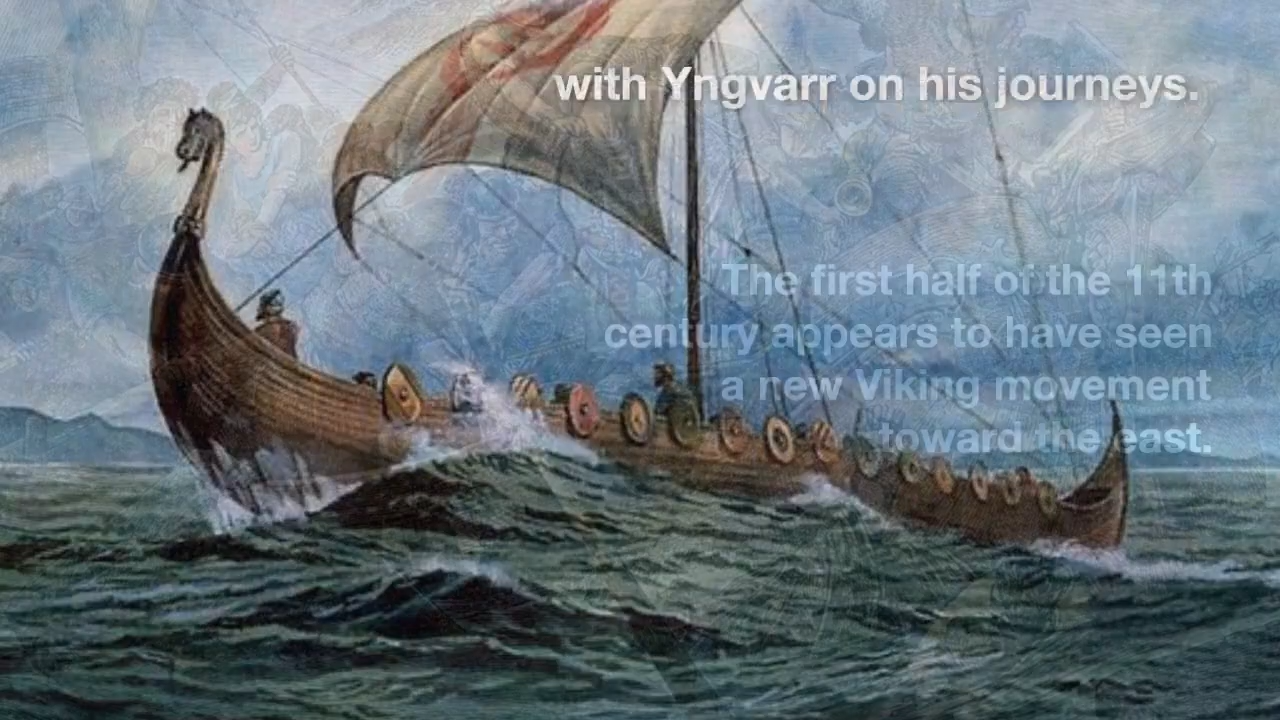 with Yngvarr on his journeys.
The first half of the 11th
century appears to have seen
a new Viking movement
toward the east.